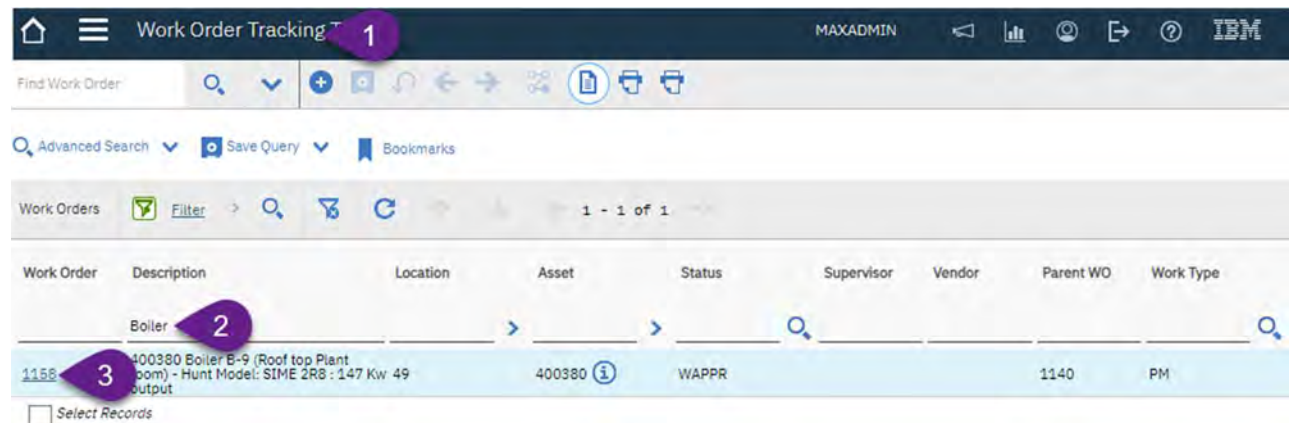 Work Order Tracking T
1
MAXADMIN
IBM
Find Work Order
Advanced Search
Save Query
Bookmarks
Work Orders
Filter
1 - 1 of 1
Work Order Description Location Asset Status Supervisor Vendor Parent WO Work Type
Boiler
2
400380 Boiler B-9 (Roof top Plant
1158 3 oom) - Hunt Model: SIME 2R8 : 147 Kw 49 400380 WAPPR 1140 PM
output
Select Records